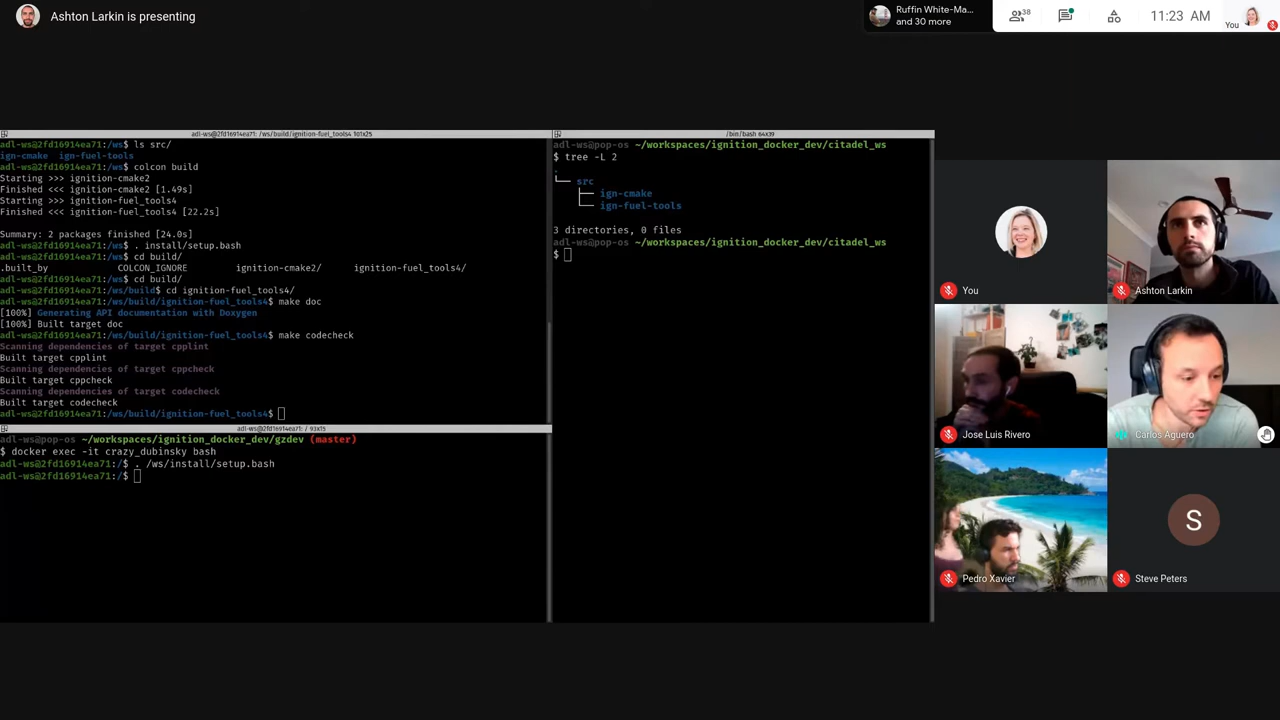 Ashton Larkin is presenting
Ruffin White-Ma...
and 30 more
38
11:23 AM
You
adl-ws@2fd16914ea71: /ws/build/ignition-fuel_tools4 101x25
adl-ws@2fd16914ea71:/ws$ ls src/
ign-cmake ign-fuel-tools
adl-ws@2fd16914ea71:/ws$ colcon build
Starting >>> ignition-cmake2
Finished <<< ignition-cmake2 [1.49s]
Starting >>> ignition-fuel_tools4
Finished <<< ignition-fuel_tools4 [22.2s]
Summary: 2 packages finished [24.0s]
adl-ws@2fd16914ea71:/ws$ . install/setup.bash
adl-ws@2fd16914ea71:/ws$ cd build/
.built_by COLCON_IGNORE ignition-cmake2/ ignition-fuel_tools4/
adl-ws@2fd16914ea71:/ws$ cd build/
adl-ws@2fd16914ea71:/ws/build$ cd ignition-fuel_tools4/
adl-ws@2fd16914ea71:/ws/build/ignition-fuel_tools4$ make doc
[100%] Generating API documentation with Doxygen
[100%] Built target doc
adl-ws@2fd16914ea71:/ws/build/ignition-fuel_tools4$ make codecheck
Scanning dependencies of target cpplint
Built target cpplint
Scanning dependencies of target cppcheck
Built target cppcheck
Scanning dependencies of target codecheck
Built target codecheck
adl-ws@2fd16914ea71:/ws/build/ignition-fuel_tools4$
adl-ws@2fd16914ea71: / 93x15
adl-ws@pop-os ~/workspaces/ignition_docker_dev/gzdev (master)
$ docker exec -it crazy_dubinsky bash
adl-ws@2fd16914ea71:/$ . /ws/install/setup.bash
adl-ws@2fd16914ea71:/$
/bin/bash 64x39
adl-ws@pop-os ~/workspaces/ignition_docker_dev/citadel_ws
$ tree -L 2
.
└── src
├── ign-cmake
└── ign-fuel-tools
3 directories, 0 files
adl-ws@pop-os ~/workspaces/ignition_docker_dev/citadel_ws
$
You
Ashton Larkin
Jose Luis Rivero
Carlos Agüero
Pedro Xavier
S
Steve Peters